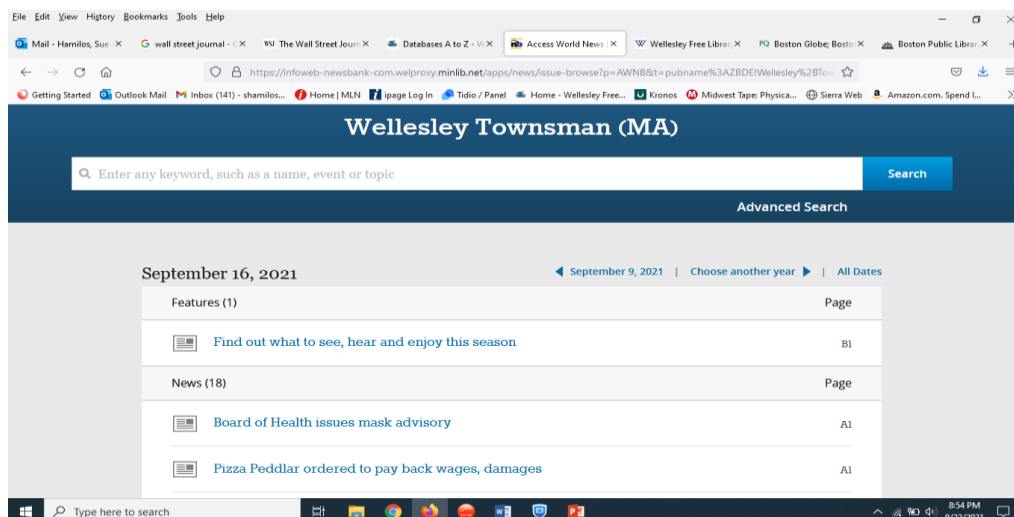 File Edit View History Bookmarks Tools Help
Mail - Hamilos, Sue
wall street journal -
WSJ The Wall Street Journ
Databases A to Z - W
nb Access World News |
W Wellesley Free Library
PQ Boston Globe; Bosto
Boston Public Librar
https://infoweb-newsbank-com.welproxy.minlib.net/apps/news/issue-browse?p=AWNB&t=pubname%3AZBDE!Wellesley%2BTow
Getting Started Outlook Mail Inbox (141) - shamilos... Home | MLN ipage Log In Tidio / Panel Home - Wellesley Free... Kronos Midwest Tape: Physica... Sierra Web Amazon.com. Spend l...
Wellesley Townsman (MA)
Enter any keyword, such as a name, event or topic
Search
Advanced Search
September 16, 2021
September 9, 2021 | Choose another year | All Dates
Features (1) Page
Find out what to see, hear and enjoy this season B1
News (18) Page
Board of Health issues mask advisory A1
Pizza Peddlar ordered to pay back wages, damages A1
Type here to search
8:54 PM